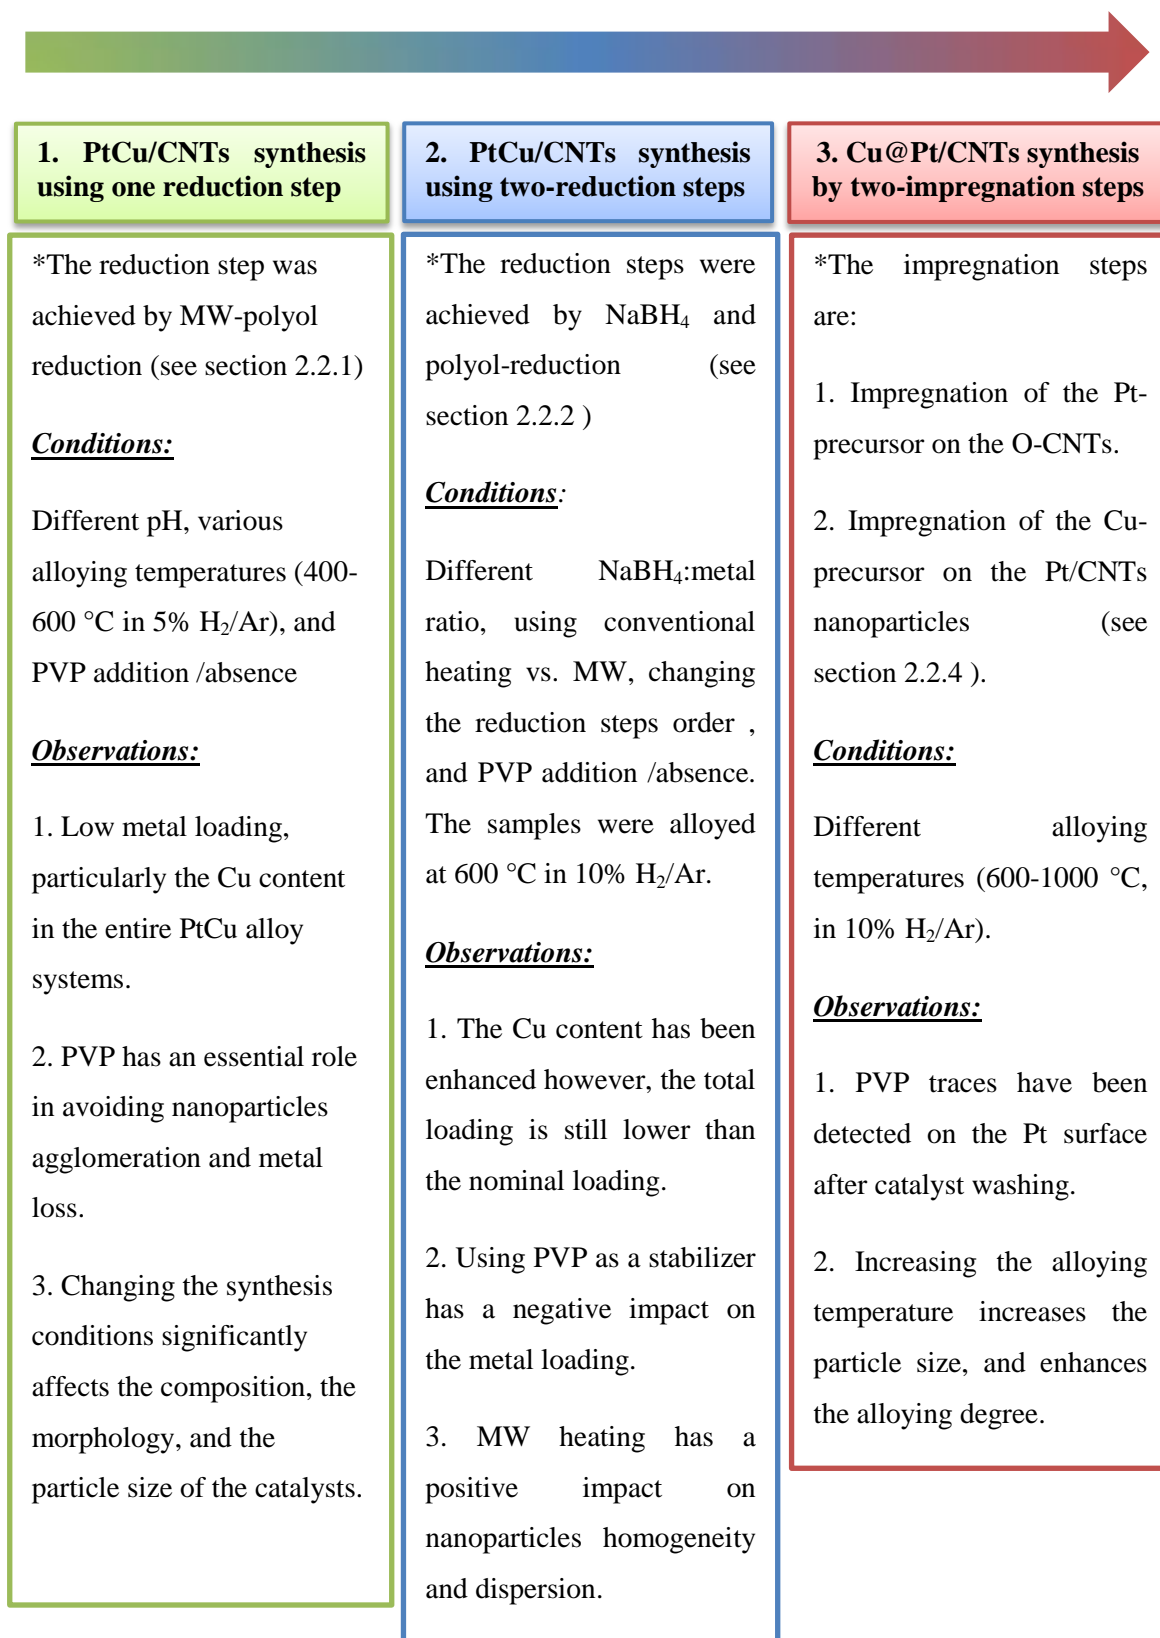 1. PtCu/CNTs synthesis
using one reduction step
*The reduction step was
achieved by MW-polyol
reduction (see section 2.2.1)
Conditions:
Different pH, various
alloying temperatures (400-
600 °C in 5% H₂/Ar), and
PVP addition /absence
Observations:
1. Low metal loading,
particularly the Cu content
in the entire PtCu alloy
systems.
2. PVP has an essential role
in avoiding nanoparticles
agglomeration and metal
loss.
3. Changing the synthesis
conditions significantly
affects the composition, the
morphology, and the
particle size of the catalysts.
2. PtCu/CNTs synthesis
using two-reduction steps
*The reduction steps were
achieved by NaBH₄ and
polyol-reduction (see
section 2.2.2 )
Conditions:
Different NaBH₄:metal
ratio, using conventional
heating vs. MW, changing
the reduction steps order ,
and PVP addition /absence.
The samples were alloyed
at 600 °C in 10% H₂/Ar.
Observations:
1. The Cu content has been
enhanced however, the total
loading is still lower than
the nominal loading.
2. Using PVP as a stabilizer
has a negative impact on
the metal loading.
3. MW heating has a
positive impact on
nanoparticles homogeneity
and dispersion.
3. Cu@Pt/CNTs synthesis
by two-impregnation steps
*The impregnation steps
are:
1. Impregnation of the Pt-
precursor on the O-CNTs.
2. Impregnation of the Cu-
precursor on the Pt/CNTs
nanoparticles (see
section 2.2.4 ).
Conditions:
Different alloying
temperatures (600-1000 °C,
in 10% H₂/Ar).
Observations:
1. PVP traces have been
detected on the Pt surface
after catalyst washing.
2. Increasing the alloying
temperature increases the
particle size, and enhances
the alloying degree.